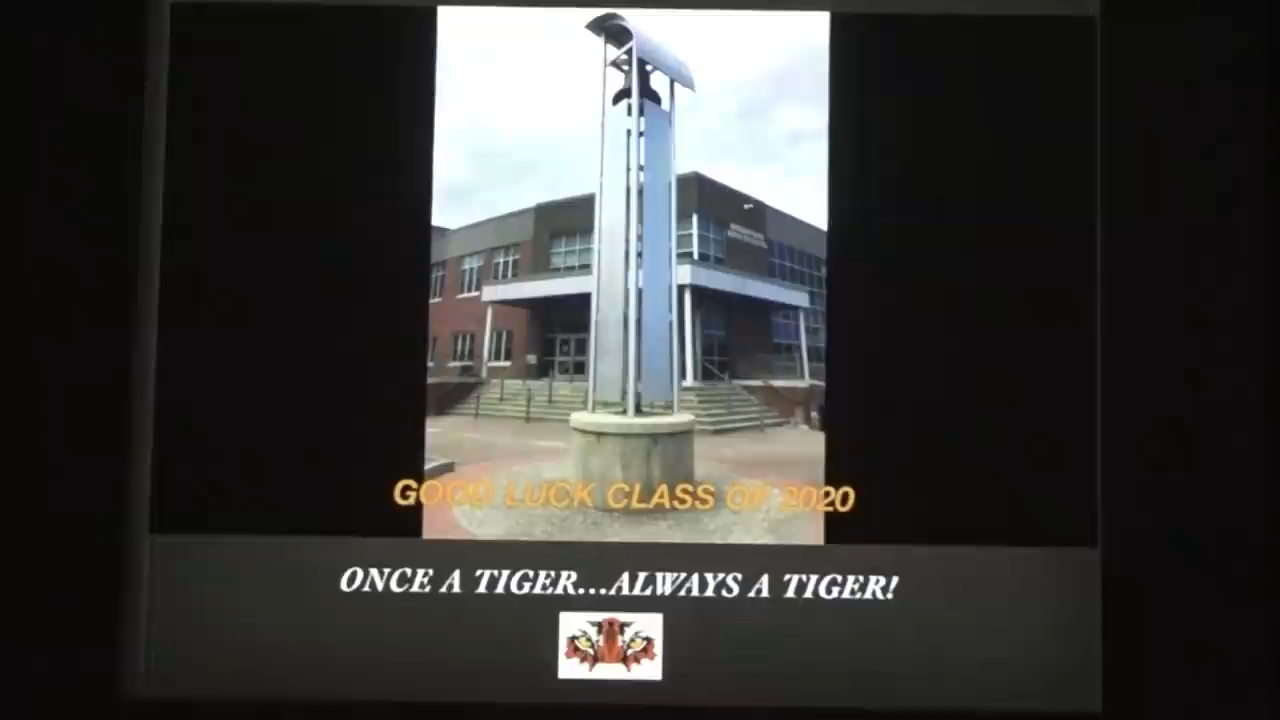 GOOD LUCK CLASS OF 2020
ONCE A TIGER...ALWAYS A TIGER!